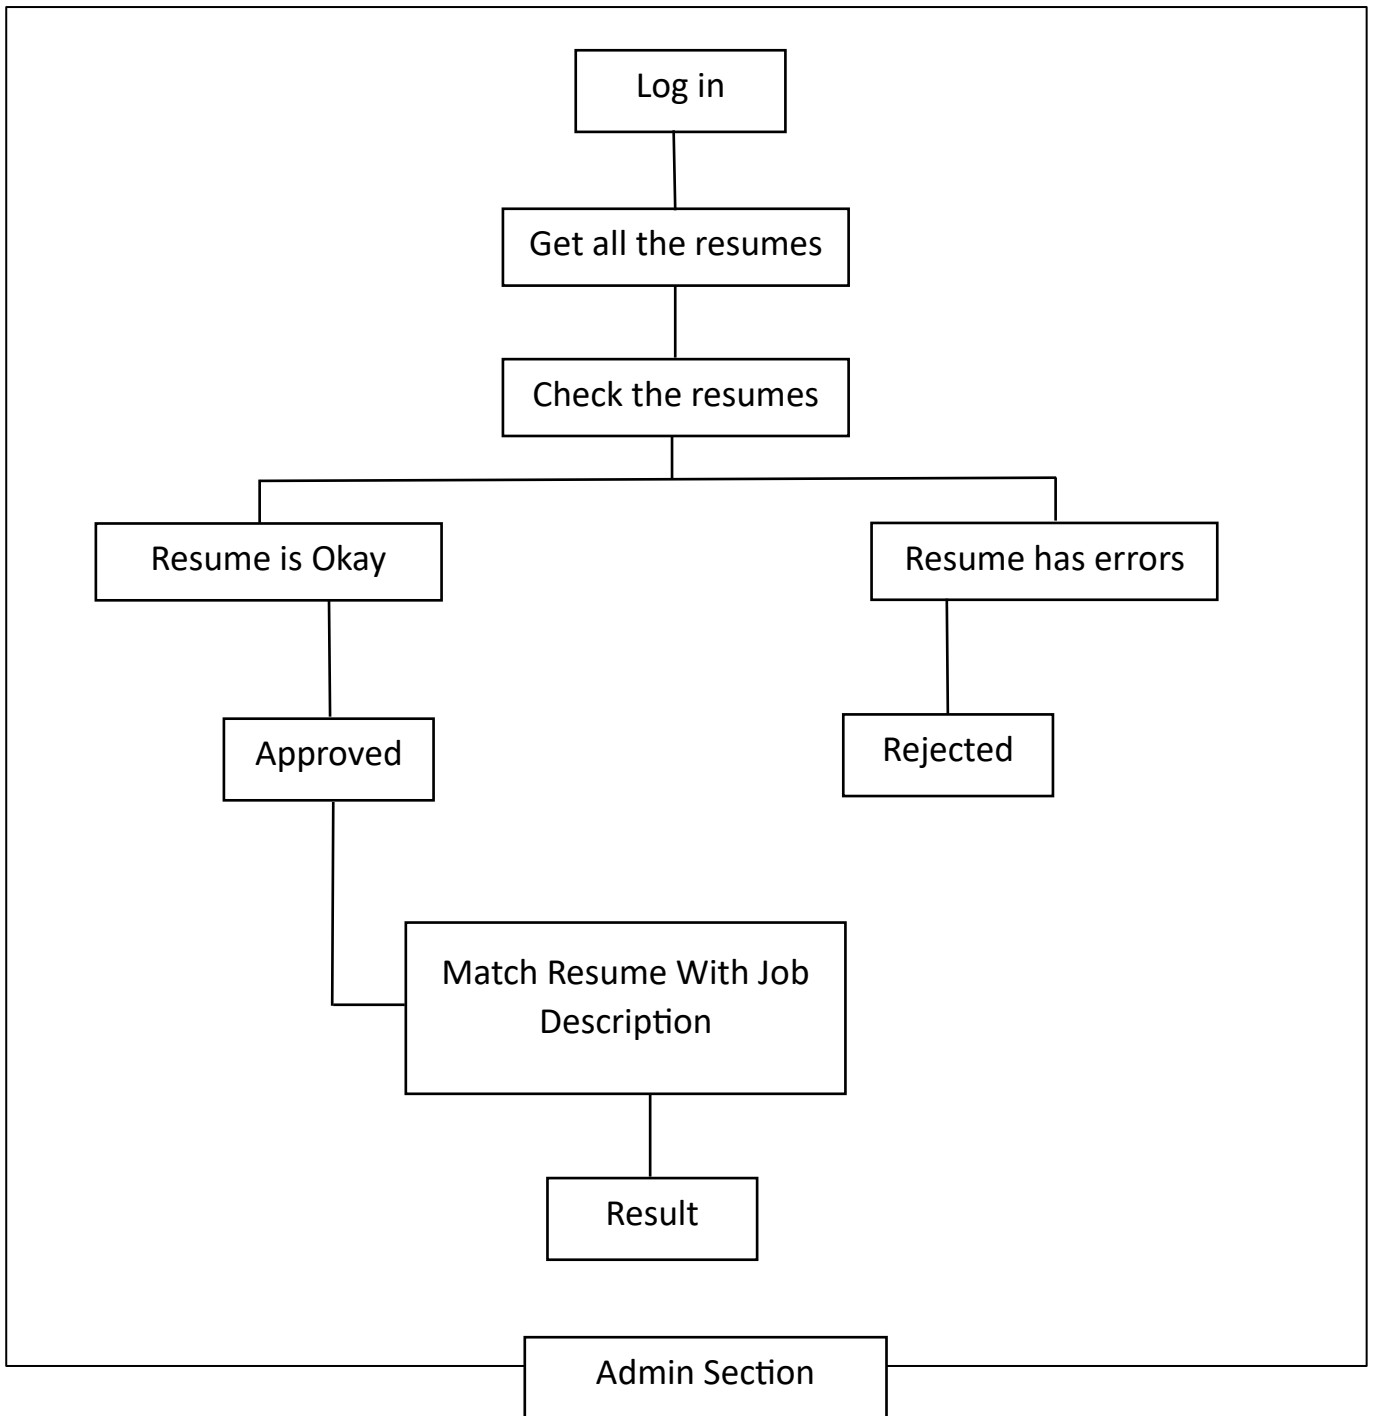 Log in
Get all the resumes
Check the resumes
Resume is Okay
Resume has errors
Approved
Rejected
Match Resume With Job
Description
Result
Admin Section